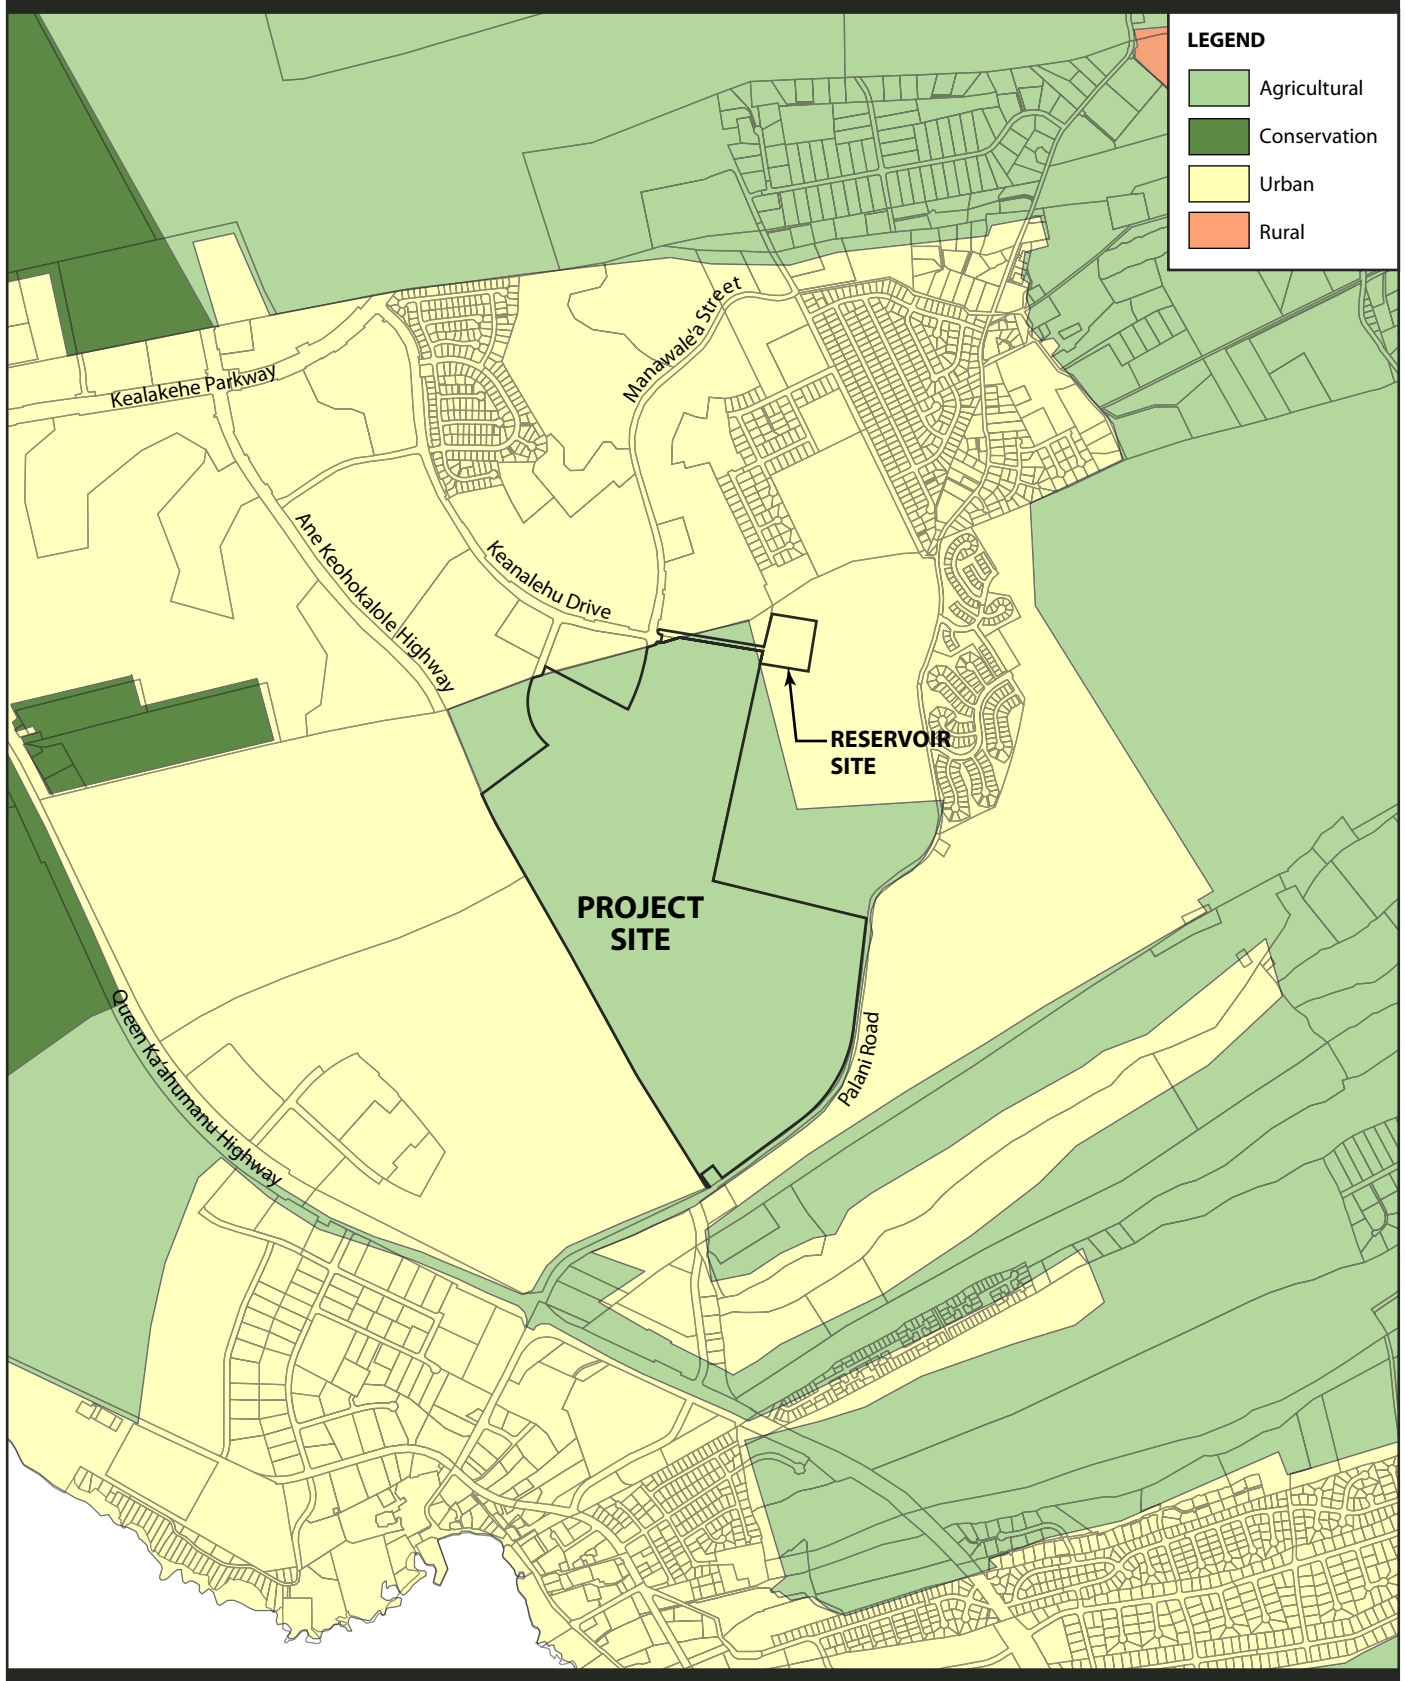 LEGEND
Agricultural
Conservation
Urban
Rural
Manawale'a Street
Kealakehe Parkway
Ane Keohokalole Highway
Keanalehu Drive
RESERVOIR
SITE
PROJECT
SITE
Palani Road
Queen Ka'ahumanu Highway